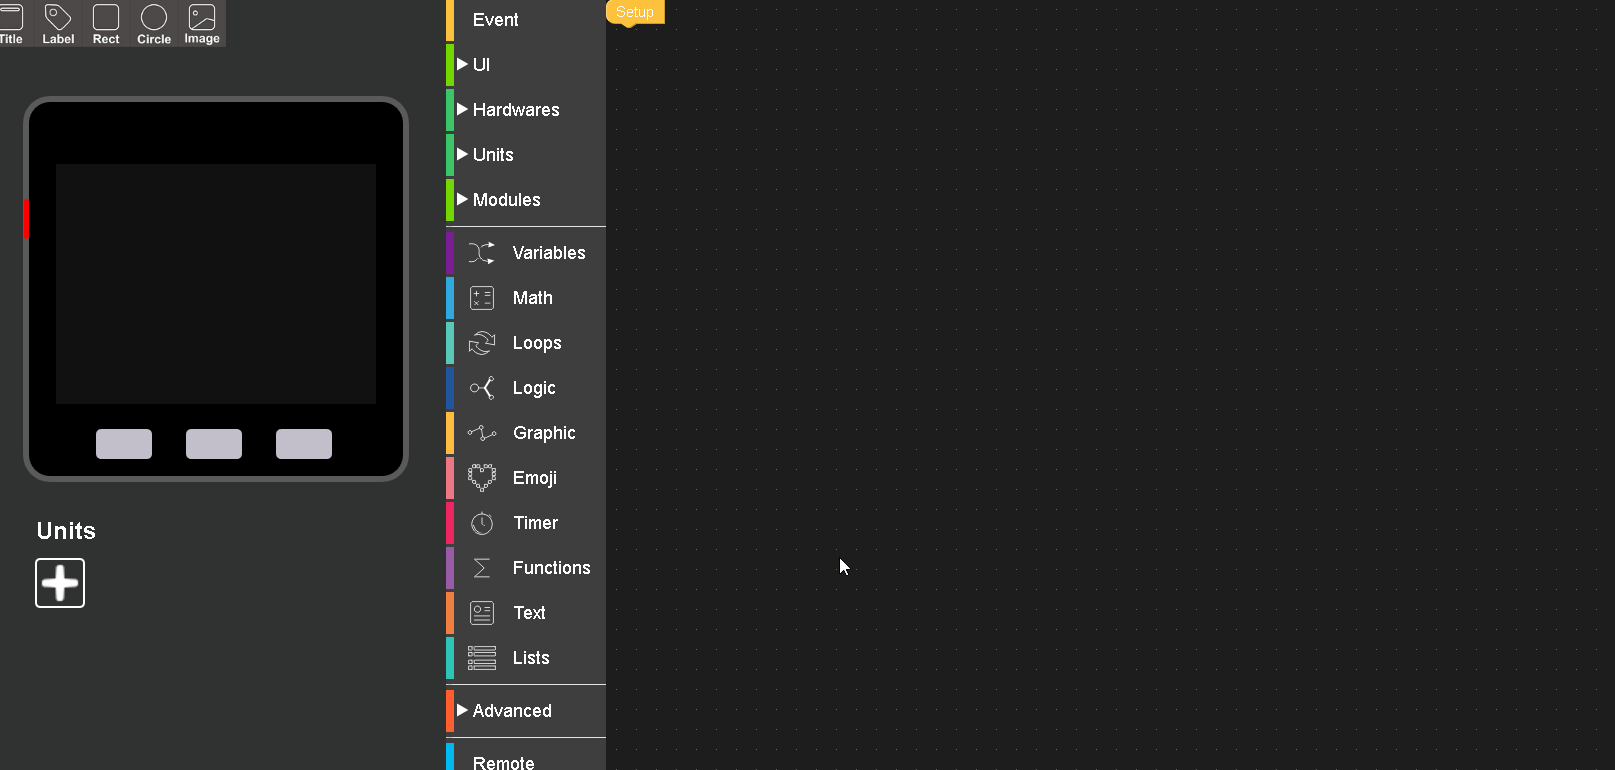 Title Label Rect Circle Image
Units
Event
UI
Hardwares
Units
Modules
Variables
Math
Loops
Logic
Graphic
Emoji
Timer
Functions
Text
Lists
Advanced
Remote
Setup